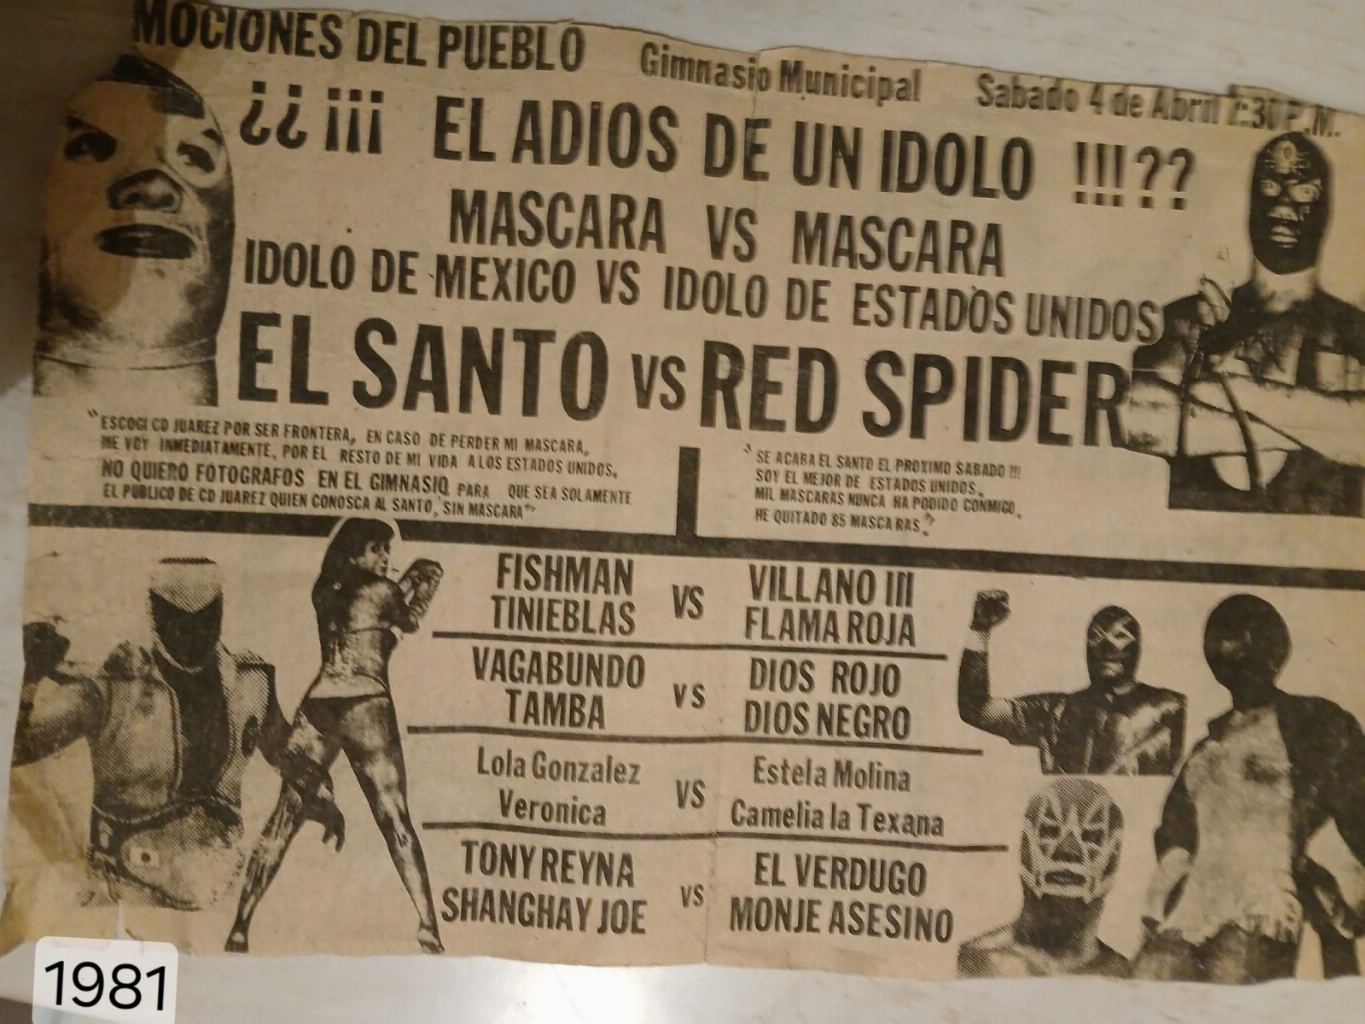 MOCIONES DEL PUEBLO Gimnasio Municipal Sabado 4 de Abril 7:30 P.M.
¿¿ ¡¡¡ EL ADIOS DE UN IDOLO !!!??
MASCARA VS MASCARA
IDOLO DE MEXICO VS IDOLO DE ESTADOS UNIDOS
EL SANTO VS RED SPIDER
"ESCOGI CD JUAREZ POR SER FRONTERA, EN CASO DE PERDER MI MASCARA,
ME VOY INMEDIATAMENTE, POR EL RESTO DE MI VIDA A LOS ESTADOS UNIDOS.
NO QUIERO FOTOGRAFOS EN EL GIMNASIO PARA QUE SEA SOLAMENTE
EL PUBLICO DE CD JUAREZ QUIEN CONOSCA AL SANTO, SIN MASCARA"
" SE ACABA EL SANTO EL PROXIMO SABADO !!!
SOY EL MEJOR DE ESTADOS UNIDOS.
MIL MASCARAS NUNCA HA PODIDO CONMIGO.
HE QUITADO 85 MASCARAS."
FISHMAN VS VILLANO III
TINIEBLAS FLAMA ROJA
VAGABUNDO VS DIOS ROJO
TAMBA DIOS NEGRO
Lola Gonzalez VS Estela Molina
Veronica Camelia la Texana
TONY REYNA VS EL VERDUGO
SHANGHAY JOE MONJE ASESINO
1981